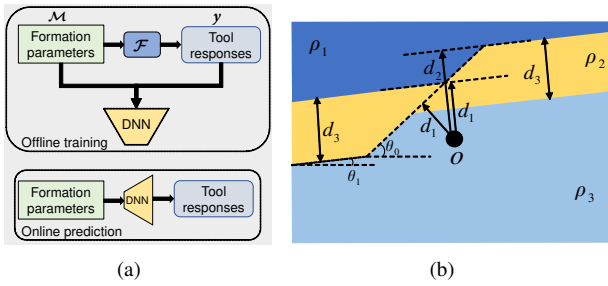 ℳ
y
Formation
parameters
ℱ
Tool
responses
DNN
Offline training
Formation
parameters
DNN
Tool
responses
Online prediction
(a)
ρ₁
ρ₂
d₂
d₃
d₃
d₁
d₁
O
θ₀
θ₁
ρ₃
(b)